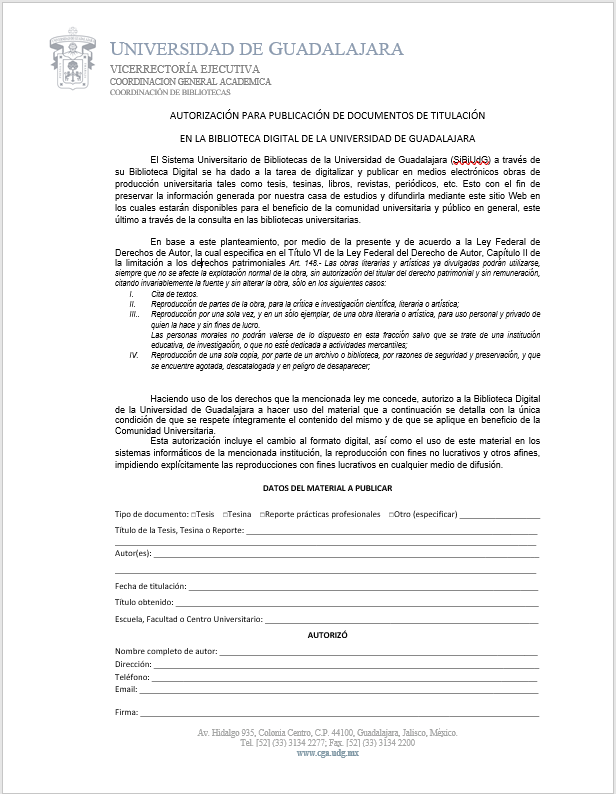 UNIVERSIDAD DE GUADALAJARA
VICERRECTORÍA EJECUTIVA
COORDINACION GENERAL ACADEMICA
COORDINACIÓN DE BIBLIOTECAS
AUTORIZACIÓN PARA PUBLICACIÓN DE DOCUMENTOS DE TITULACIÓN
EN LA BIBLIOTECA DIGITAL DE LA UNIVERSIDAD DE GUADALAJARA
El Sistema Universitario de Bibliotecas de la Universidad de Guadalajara (SiBiUdG) a través de
su Biblioteca Digital se ha dado a la tarea de digitalizar y publicar en medios electrónicos obras de
producción universitaria tales como tesis, tesinas, libros, revistas, periódicos, etc. Esto con el fin de
preservar la información generada por nuestra casa de estudios y difundirla mediante este sitio Web en
los cuales estarán disponibles para el beneficio de la comunidad universitaria y público en general, este
último a través de la consulta en las bibliotecas universitarias.
En base a este planteamiento, por medio de la presente y de acuerdo a la Ley Federal de
Derechos de Autor, la cual especifica en el Título VI de la Ley Federal del Derecho de Autor, Capítulo II de
la limitación a los derechos patrimoniales Art. 148.- Las obras literarias y artísticas ya divulgadas podrán utilizarse,
siempre que no se afecte la explotación normal de la obra, sin autorización del titular del derecho patrimonial y sin remuneración,
citando invariablemente la fuente y sin alterar la obra, sólo en los siguientes casos:
I. Cita de textos.
II. Reproducción de partes de la obra, para la crítica e investigación científica, literaria o artística;
III.. Reproducción por una sola vez, y en un sólo ejemplar, de una obra literaria o artística, para uso personal y privado de
quien la hace y sin fines de lucro.
Las personas morales no podrán valerse de lo dispuesto en esta fracción salvo que se trate de una institución
educativa, de investigación, o que no esté dedicada a actividades mercantiles;
IV. Reproducción de una sola copia, por parte de un archivo o biblioteca, por razones de seguridad y preservación, y que
se encuentre agotada, descatalogada y en peligro de desaparecer;
Haciendo uso de los derechos que la mencionada ley me concede, autorizo a la Biblioteca Digital
de la Universidad de Guadalajara a hacer uso del material que a continuación se detalla con la única
condición de que se respete íntegramente el contenido del mismo y de que se aplique en beneficio de la
Comunidad Universitaria.
Esta autorización incluye el cambio al formato digital, así como el uso de este material en los
sistemas informáticos de la mencionada institución, la reproducción con fines no lucrativos y otros afines,
impidiendo explícitamente las reproducciones con fines lucrativos en cualquier medio de difusión.
DATOS DEL MATERIAL A PUBLICAR
Tipo de documento: □Tesis □Tesina □Reporte prácticas profesionales □Otro (especificar)
Título de la Tesis, Tesina o Reporte:
Autor(es):
Fecha de titulación:
Título obtenido:
Escuela, Facultad o Centro Universitario:
AUTORIZÓ
Nombre completo de autor:
Dirección:
Teléfono:
Email:
Firma:
Av. Hidalgo 935, Colonia Centro, C.P. 44100, Guadalajara, Jalisco, México.
Tel. [52] (33) 3134 2277; Fax. [52] (33) 3134 2200
www.cga.udg.mx